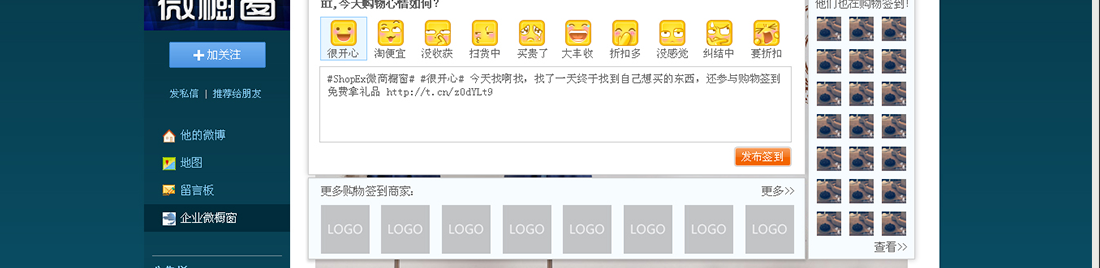 微橱窗
加关注
发私信 | 推荐给朋友
他的微博
地图
留言板
企业微橱窗
Hi,今天购物心情如何?
很开心 淘便宜 没收获 扫货中 买贵了 大丰收 折扣多 没感觉 纠结中 要折扣
#ShopEx微商橱窗# #很开心# 今天找啊找，找了一天终于找到自己想买的东西，还参与购物签到
免费拿礼品 http://t.cn/z0dYLt9
发布签到
更多购物签到商家: 更多>>
LOGO LOGO LOGO LOGO LOGO LOGO LOGO LOGO
他们也在购物签到!
查看>>